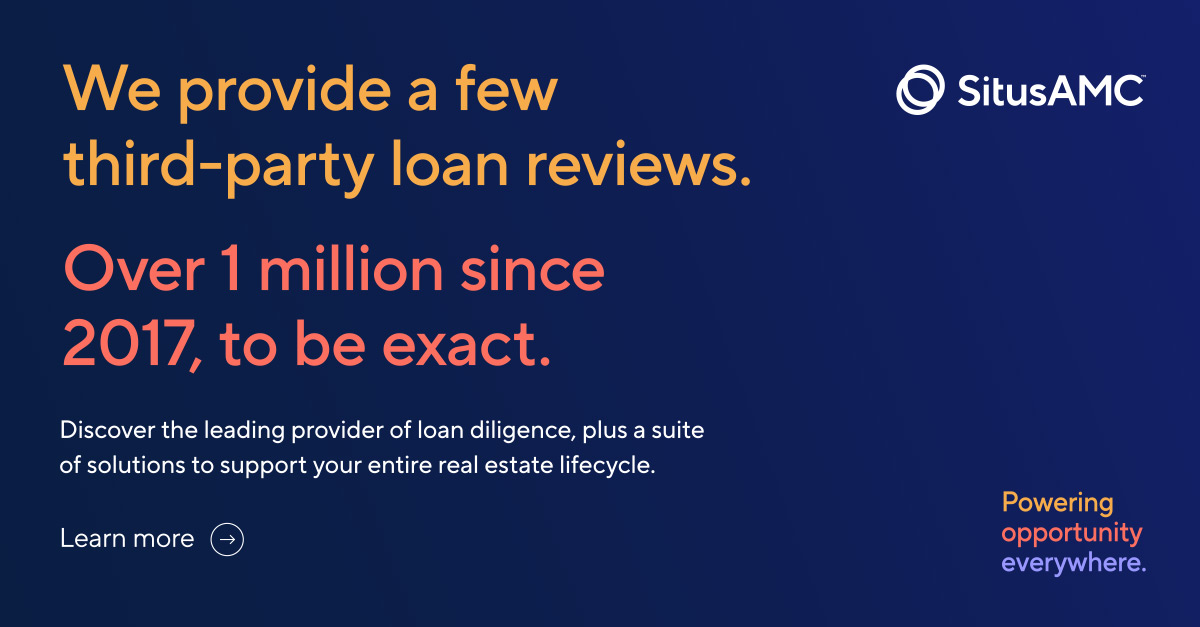 We provide a few
third-party loan reviews.
Over 1 million since
2017, to be exact.
Discover the leading provider of loan diligence, plus a suite
of solutions to support your entire real estate lifecycle.
Learn more
SitusAMC™
Powering
opportunity
everywhere.